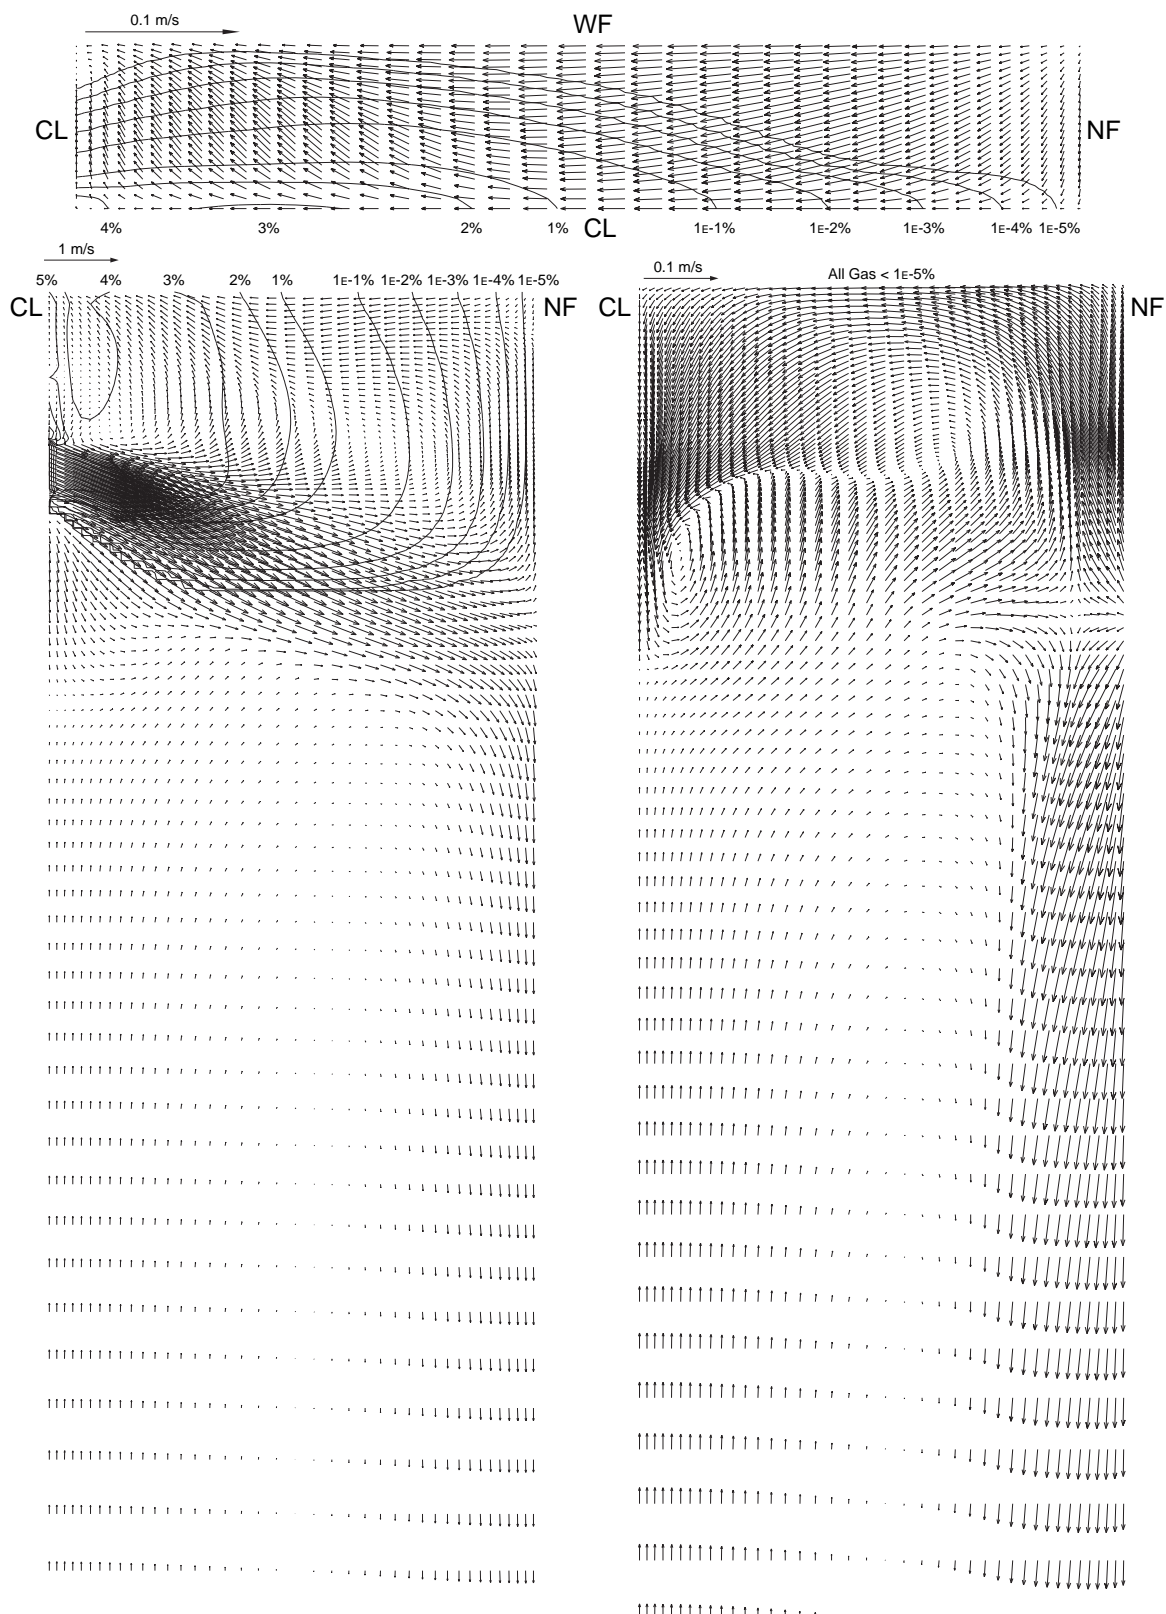 0.1 m/s
WF
CL
NF
4% 3% 2% 1% CL 1E-1% 1E-2% 1E-3% 1E-4% 1E-5%
1 m/s
5% 4% 3% 2% 1% 1E-1% 1E-2% 1E-3% 1E-4% 1E-5%
CL NF
0.1 m/s All Gas < 1E-5%
CL NF